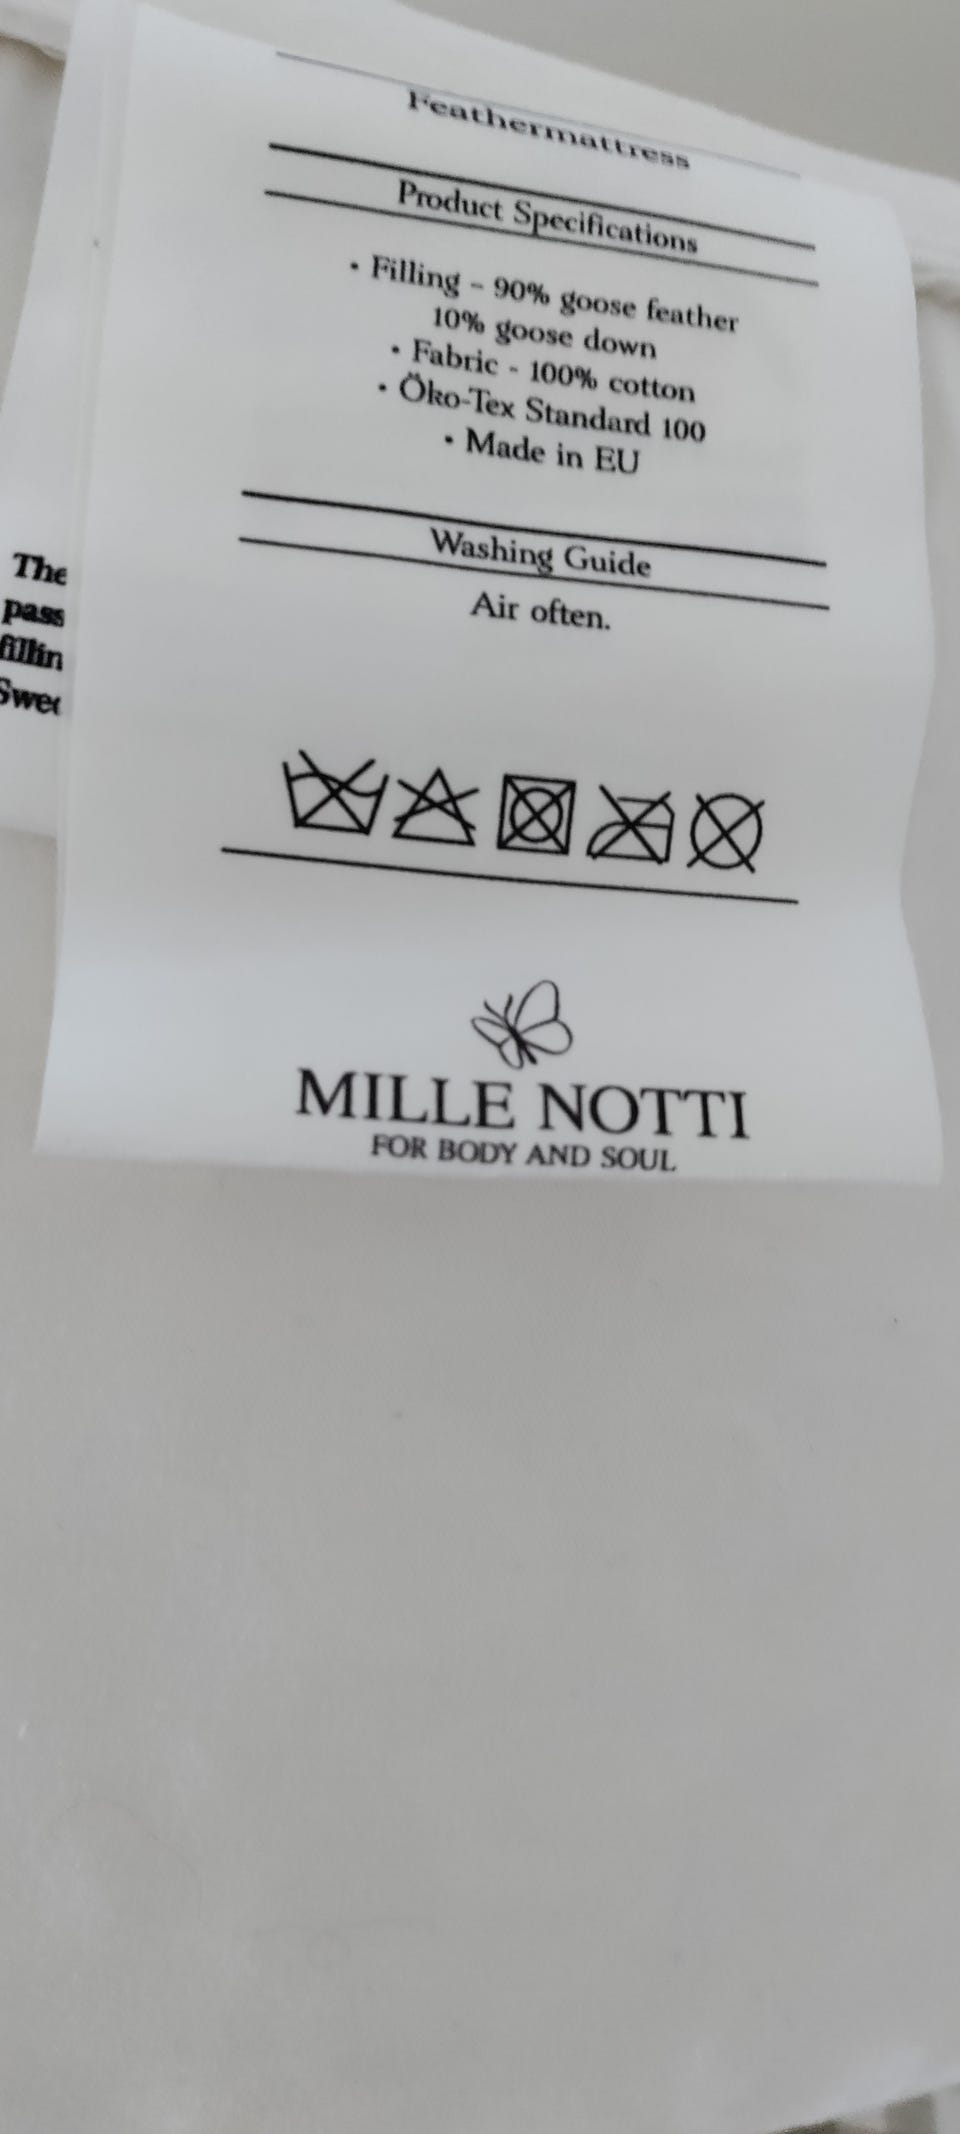 Feathermattress
Product Specifications
• Filling - 90% goose feather
10% goose down
• Fabric - 100% cotton
• Öko-Tex Standard 100
• Made in EU
Washing Guide
Air often.
MILLE NOTTI
FOR BODY AND SOUL
The
pass
fillin
Swe